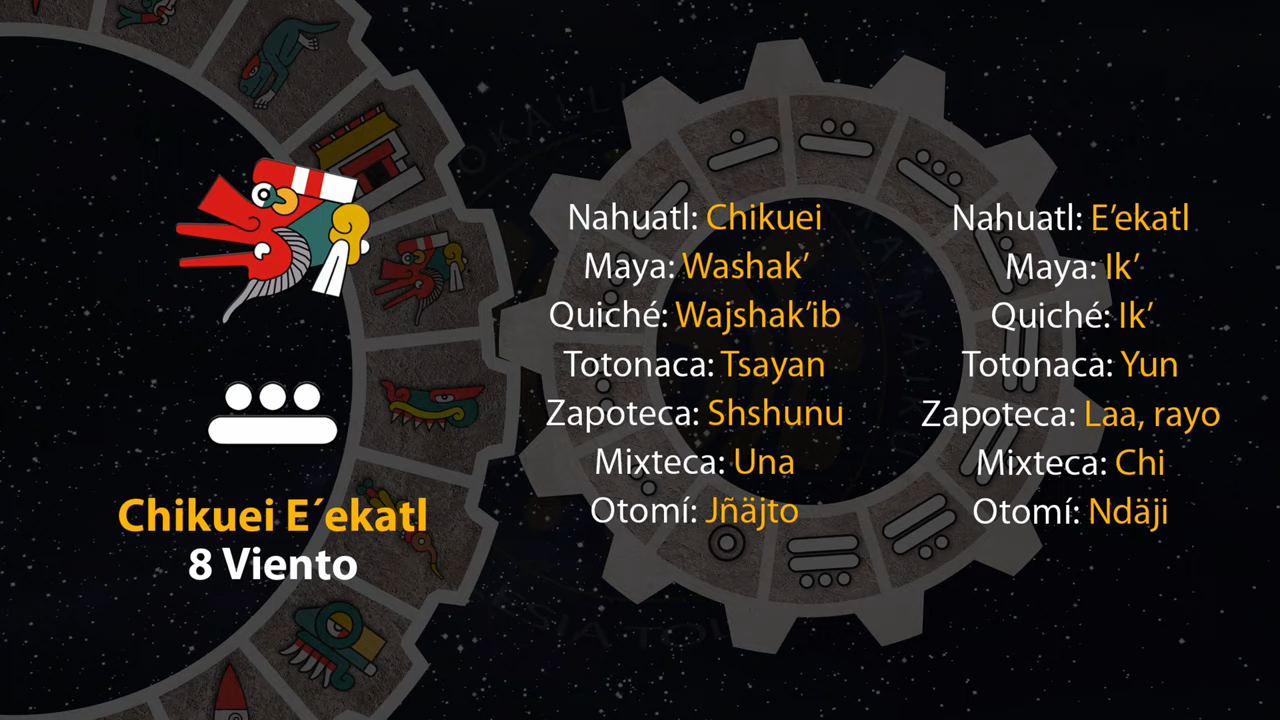 Chikuei E´ekatl
8 Viento
Nahuatl: Chikuei
Maya: Washak’
Quiché: Wajshak’ib
Totonaca: Tsayan
Zapoteca: Shshunu
Mixteca: Una
Otomí: Jñäjto
Nahuatl: E’ekatl
Maya: Ik’
Quiché: Ik’
Totonaca: Yun
Zapoteca: Laa, rayo
Mixteca: Chi
Otomí: Ndäji